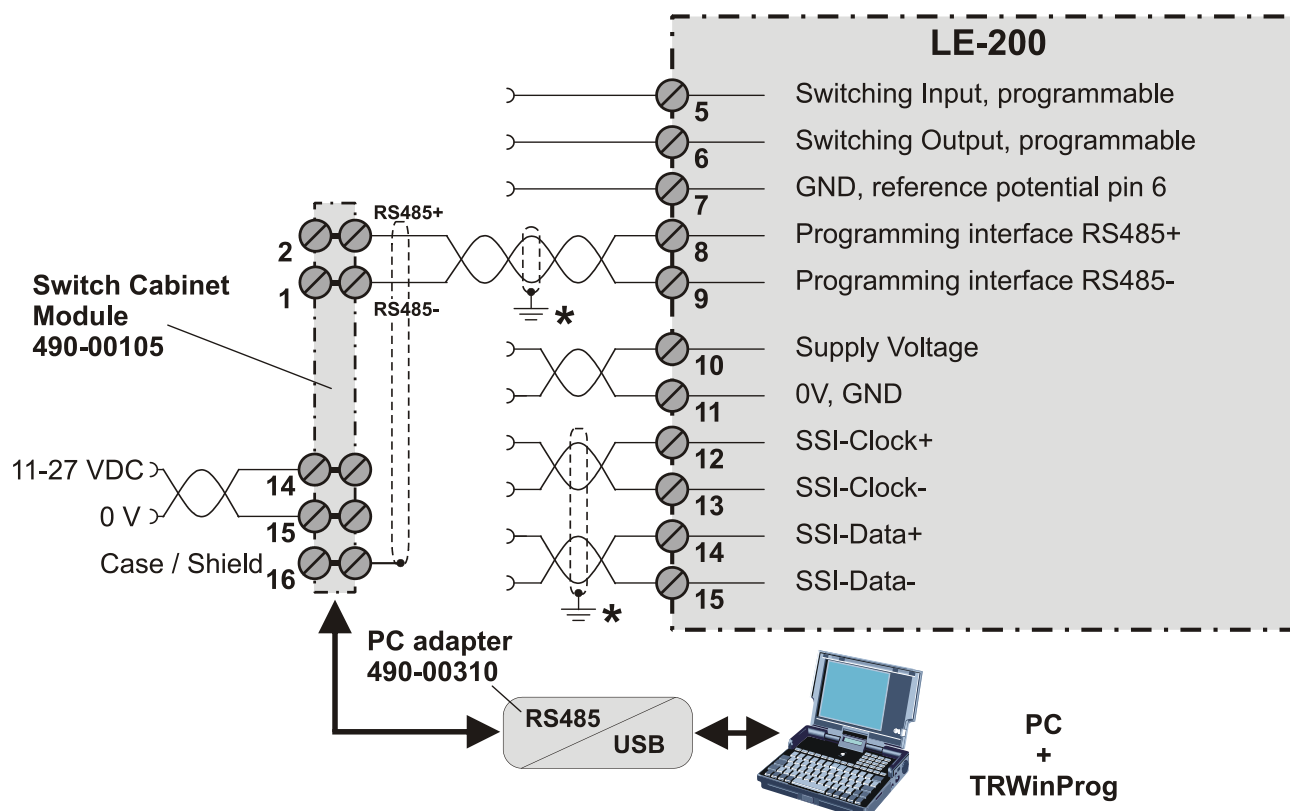 LE-200
5 Switching Input, programmable
6 Switching Output, programmable
7 GND, reference potential pin 6
8 Programming interface RS485+
9 Programming interface RS485-
10 Supply Voltage
11 0V, GND
12 SSI-Clock+
13 SSI-Clock-
14 SSI-Data+
15 SSI-Data-
*
*
RS485+
RS485-
2
1
Switch Cabinet
Module
490-00105
11-27 VDC 14
0 V 15
Case / Shield 16
PC adapter
490-00310
RS485
USB
PC
+
TRWinProg